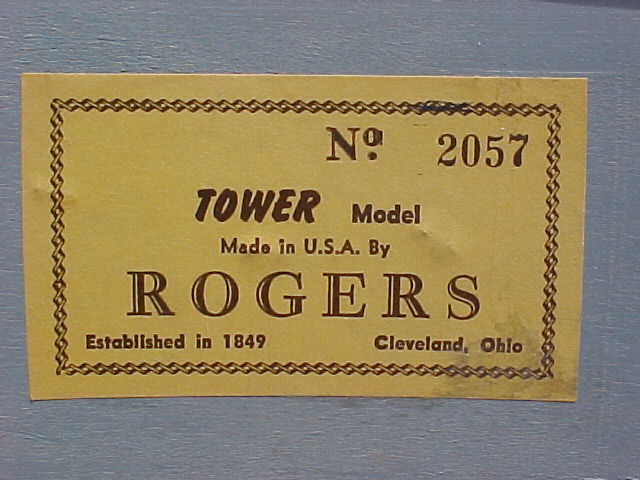 Nº 2057
TOWER Model
Made in U.S.A. By
ROGERS
Established in 1849 Cleveland, Ohio